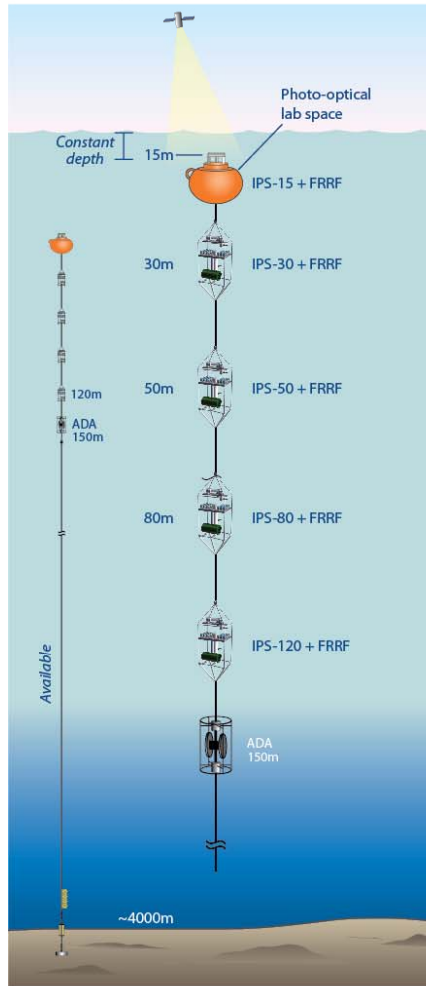 Photo-optical
lab space
Constant
depth
15m
IPS-15 + FRRF
30m
IPS-30 + FRRF
50m
IPS-50 + FRRF
120m
ADA
150m
80m
IPS-80 + FRRF
IPS-120 + FRRF
Available
ADA
150m
~4000m